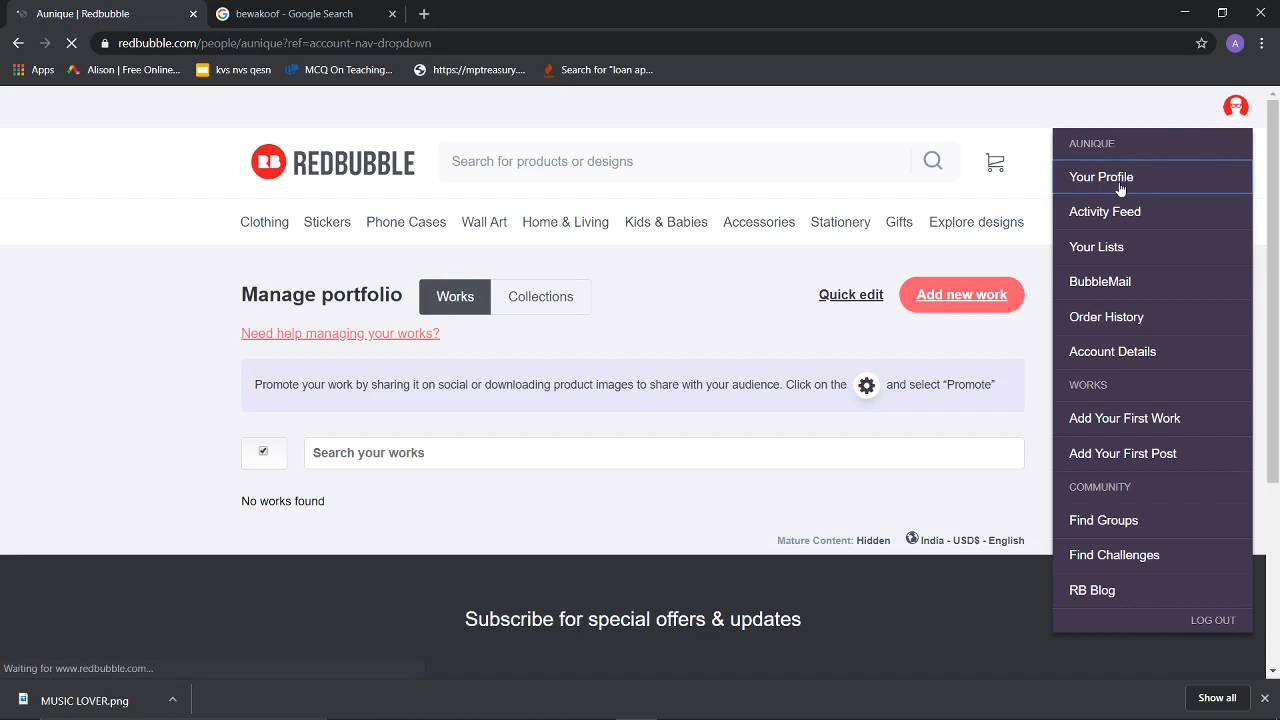 Aunique | Redbubble
bewakoof - Google Search
redbubble.com/people/aunique?ref=account-nav-dropdown
A
Apps
Alison | Free Online...
kvs nvs qesn
MCQ On Teaching...
https://mptreasury....
Search for "loan ap...
RB REDBUBBLE
Search for products or designs
Clothing Stickers Phone Cases Wall Art Home & Living Kids & Babies Accessories Stationery Gifts Explore designs
Manage portfolio
Works
Collections
Quick edit
Add new work
Need help managing your works?
Promote your work by sharing it on social or downloading product images to share with your audience. Click on the and select “Promote”
Search your works
No works found
Mature Content: Hidden
India - USD$ - English
Subscribe for special offers & updates
AUNIQUE
Your Profile
Activity Feed
Your Lists
BubbleMail
Order History
Account Details
WORKS
Add Your First Work
Add Your First Post
COMMUNITY
Find Groups
Find Challenges
RB Blog
LOG OUT
Waiting for www.redbubble.com...
MUSIC LOVER.png
Show all